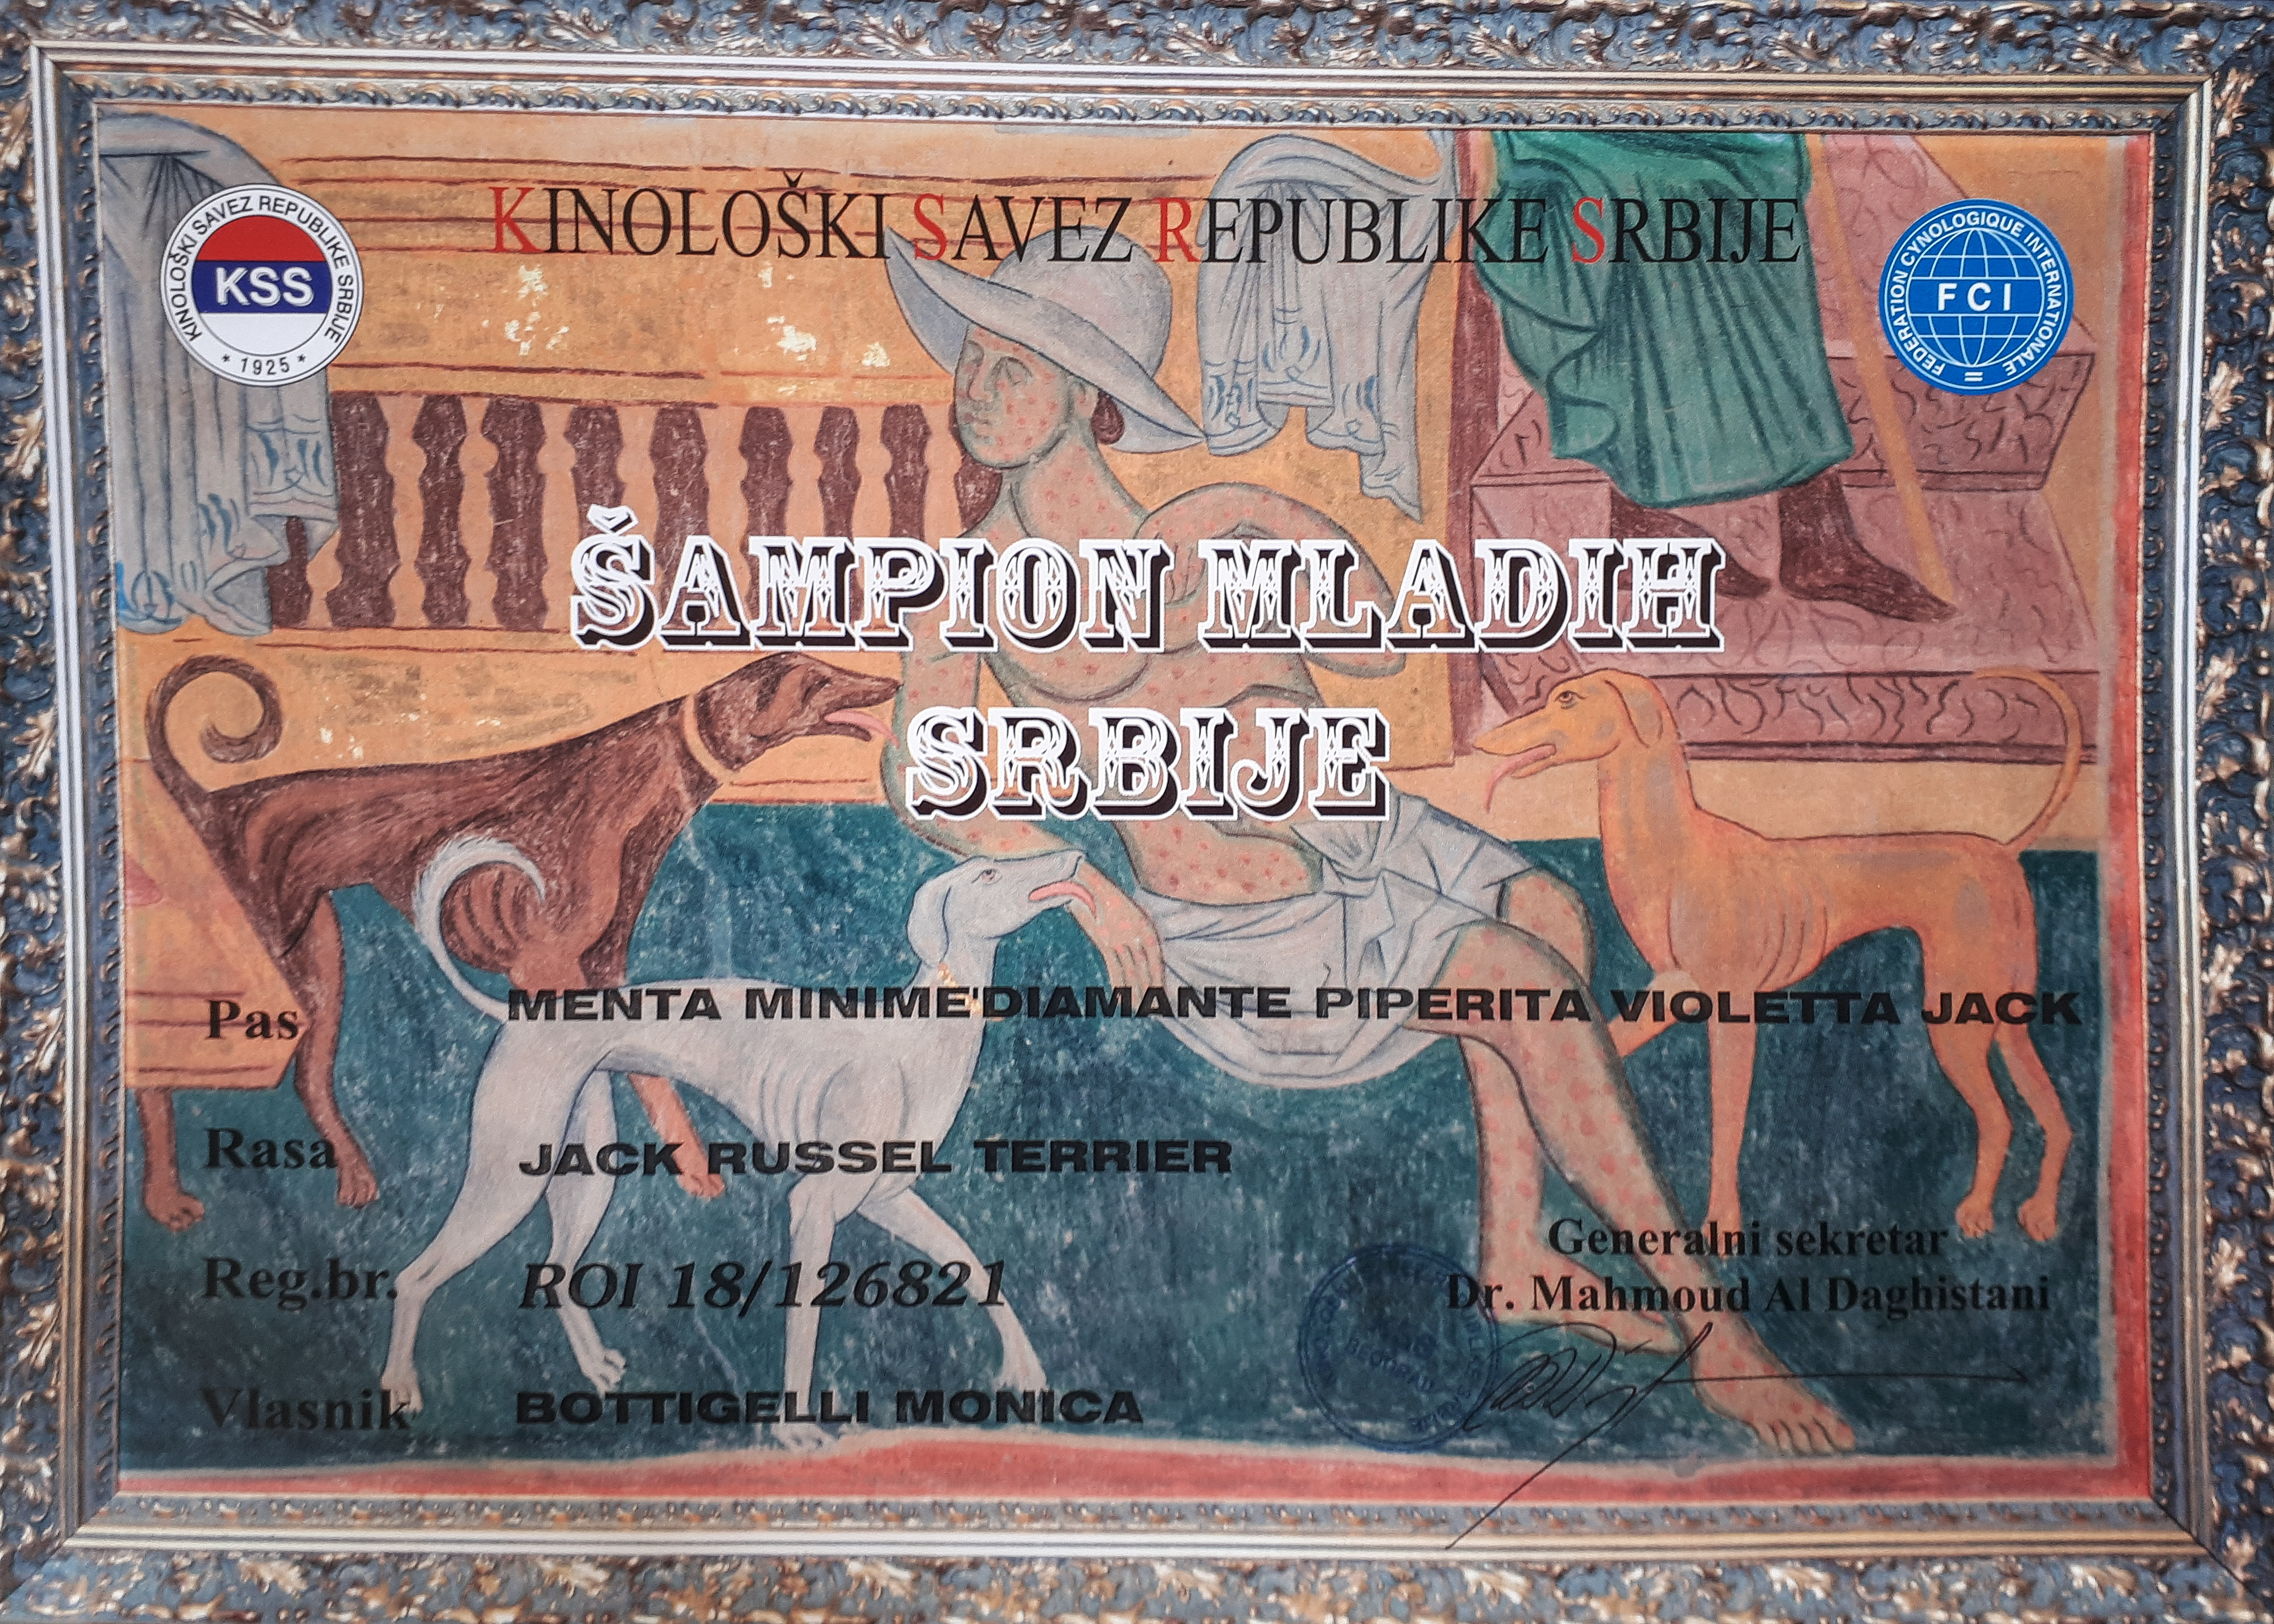 KINOLOŠKI SAVEZ REPUBLIKE SRBIJE
KINOLOŠKI SAVEZ REPUBLIKE SRBIJE
KSS
* 1925 *
FEDERATION CYNOLOGIQUE INTERNATIONALE
FCI
ŠAMPION MLADIH
SRBIJE
Pas MENTA MINIME'DIAMANTE PIPERITA VIOLETTA JACK
Rasa JACK RUSSEL TERRIER
Reg.br. ROI 18/126821
Vlasnik BOTTIGELLI MONICA
Generalni sekretar
Dr. Mahmoud Al Daghistani
BEOGRAD